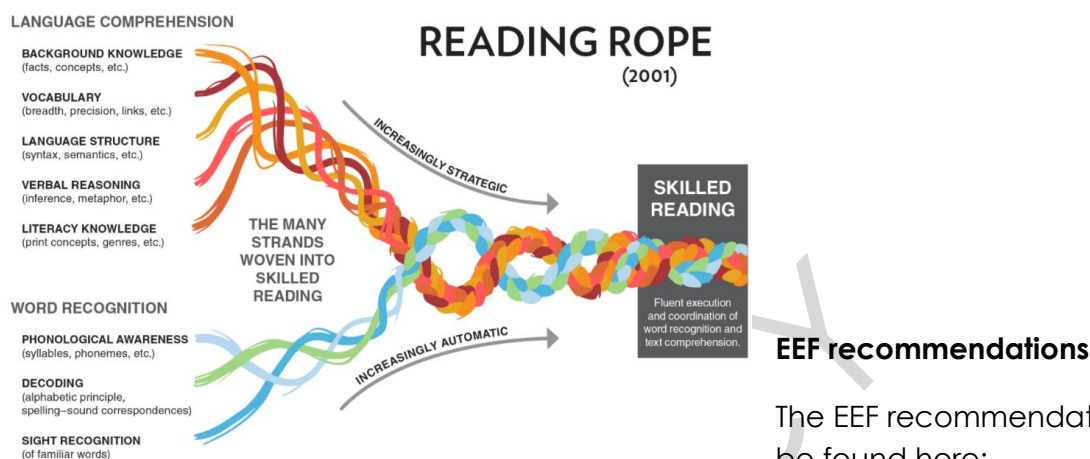 LANGUAGE COMPREHENSION
BACKGROUND KNOWLEDGE
(facts, concepts, etc.)
VOCABULARY
(breadth, precision, links, etc.)
LANGUAGE STRUCTURE
(syntax, semantics, etc.)
VERBAL REASONING
(inference, metaphor, etc.)
LITERACY KNOWLEDGE
(print concepts, genres, etc.)
WORD RECOGNITION
PHONOLOGICAL AWARENESS
(syllables, phonemes, etc.)
DECODING
(alphabetic principle,
spelling–sound correspondences)
SIGHT RECOGNITION
(of familiar words)
THE MANY
STRANDS
WOVEN INTO
SKILLED
READING
READING ROPE
(2001)
INCREASINGLY STRATEGIC
INCREASINGLY AUTOMATIC
SKILLED
READING
Fluent execution
and coordination of
word recognition and
text comprehension.
EEF recommendations
The EEF recommendat
be found here: